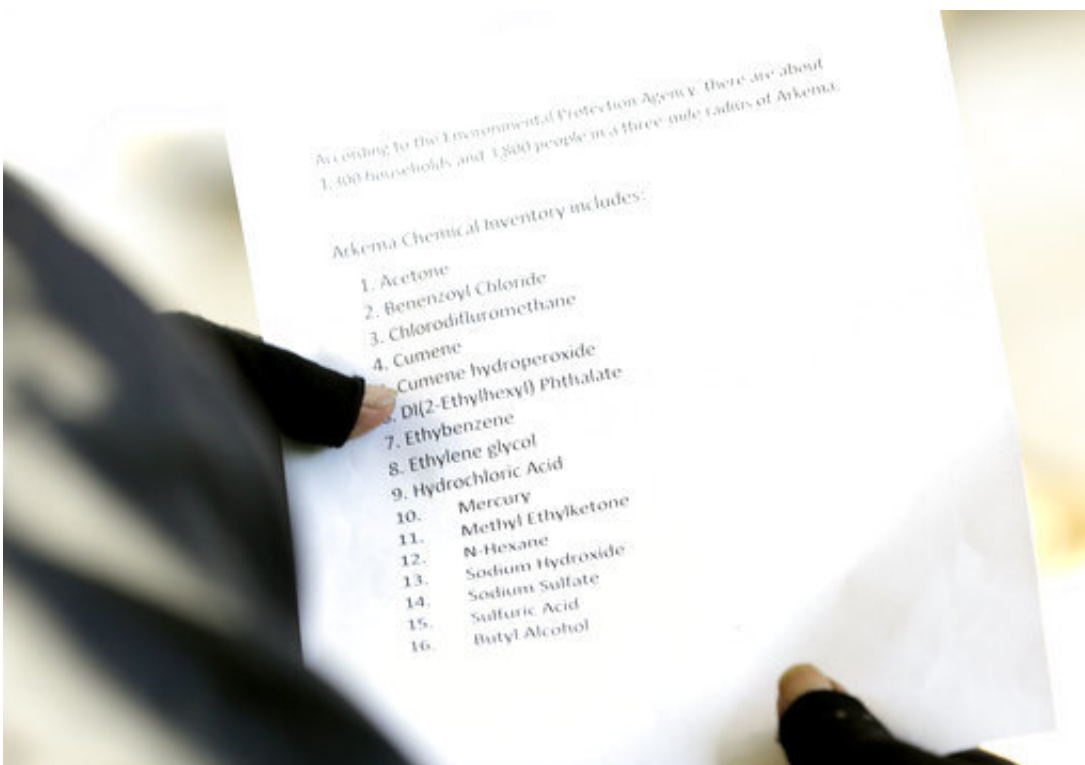 According to the Environmental Protection Agency, there are about
1,300 households and 3,800 people in a three-mile radius of Arkema.
Arkema Chemical Inventory includes:
1. Acetone
2. Benenzoyl Chloride
3. Chlorodifluromethane
4. Cumene
Cumene hydroperoxide
6. DI(2-Ethylhexyl) Phthalate
7. Ethybenzene
8. Ethylene glycol
9. Hydrochloric Acid
10. Mercury
11. Methyl Ethylketone
12. N-Hexane
13. Sodium Hydroxide
14. Sodium Sulfate
15. Sulfuric Acid
16. Butyl Alcohol